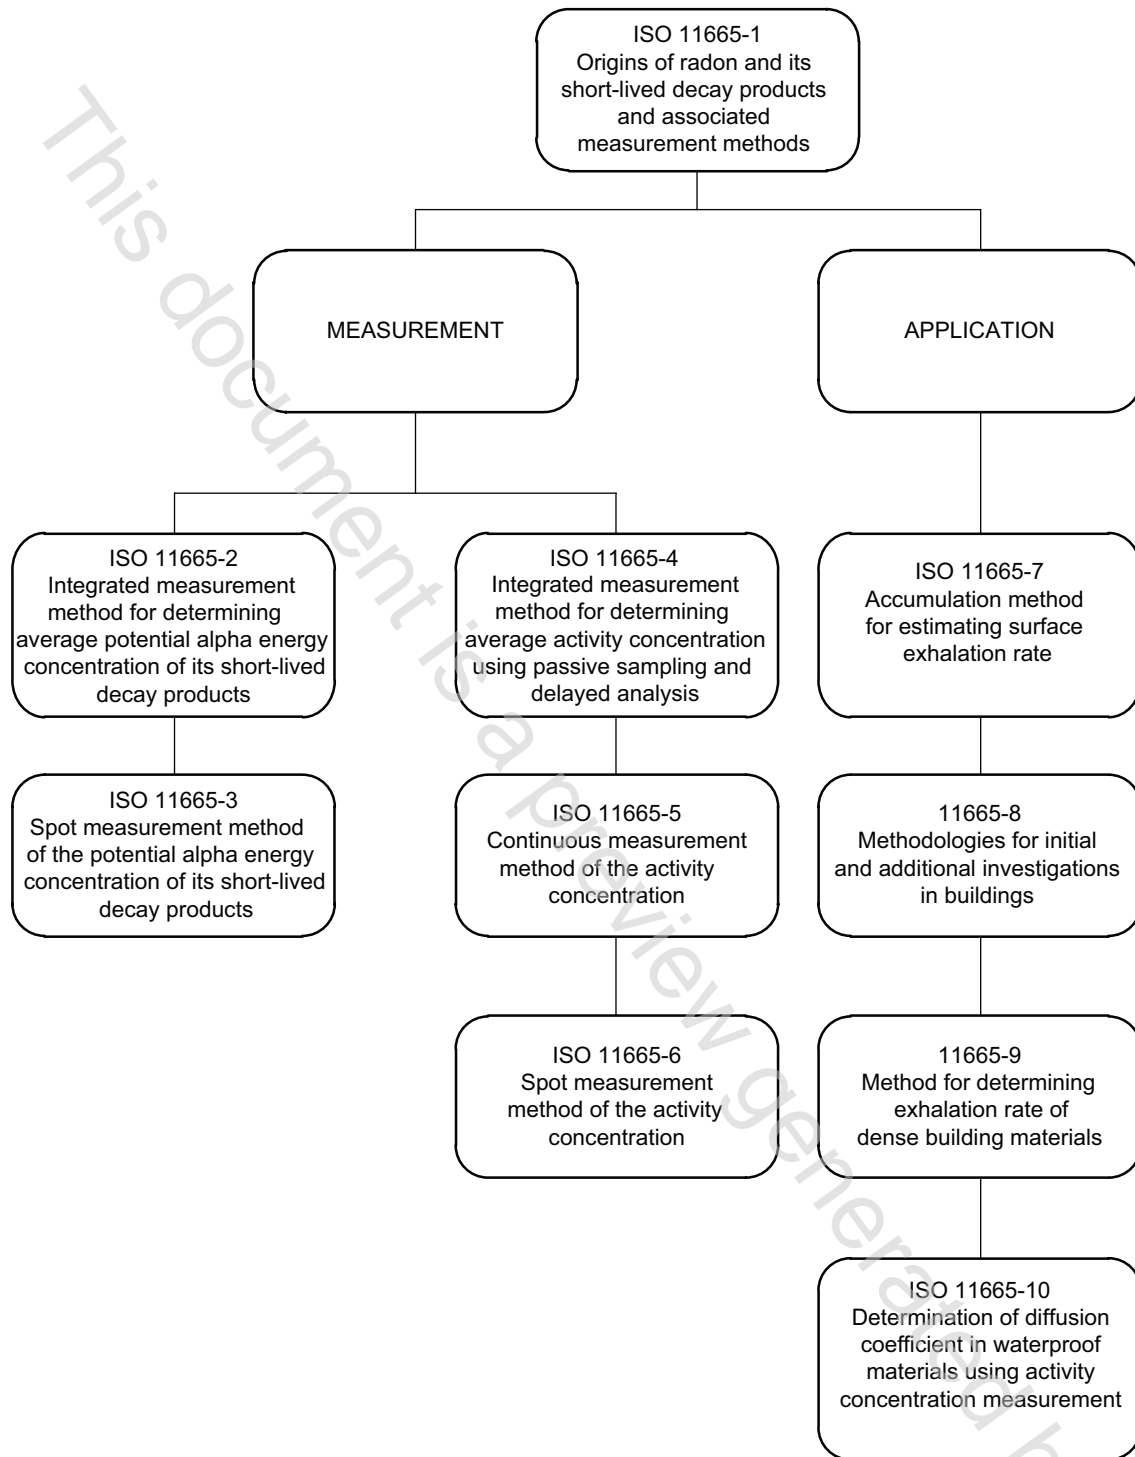 ISO 11665-1
Origins of radon and its
short-lived decay products
and associated
measurement methods
MEASUREMENT
APPLICATION
ISO 11665-2
Integrated measurement
method for determining
average potential alpha energy
concentration of its short-lived
decay products
ISO 11665-4
Integrated measurement
method for determining
average activity concentration
using passive sampling and
delayed analysis
ISO 11665-7
Accumulation method
for estimating surface
exhalation rate
ISO 11665-3
Spot measurement method
of the potential alpha energy
concentration of its short-lived
decay products
ISO 11665-5
Continuous measurement
method of the activity
concentration
11665-8
Methodologies for initial
and additional investigations
in buildings
ISO 11665-6
Spot measurement
method of the activity
concentration
11665-9
Method for determining
exhalation rate of
dense building materials
ISO 11665-10
Determination of diffusion
coefficient in waterproof
materials using activity
concentration measurement
This document is a preview generated b